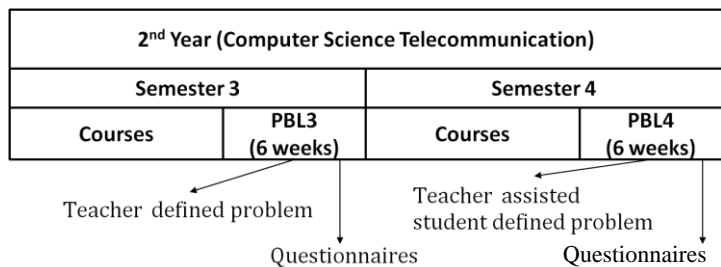 2nd Year (Computer Science Telecommunication)
Semester 3
Semester 4
Courses
PBL3
(6 weeks)
Courses
PBL4
(6 weeks)
Teacher defined problem
Teacher assisted
student defined problem
Questionnaires
Questionnaires